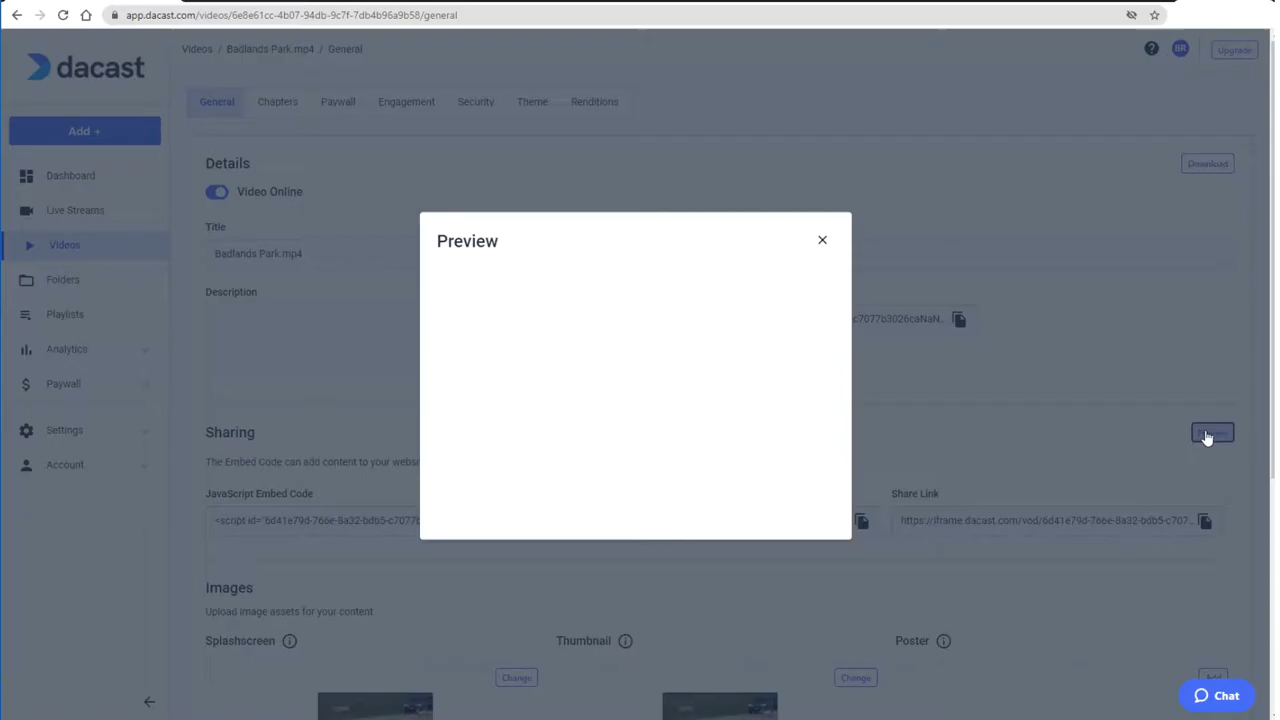 app.dacast.com/videos/6e8e61cc-4b07-94db-9c7f-7db4b96a9b58/general
dacast
Videos / Badlands Park.mp4 / General
BR
Upgrade
General
Chapters
Paywall
Engagement
Security
Theme
Renditions
Add +
Dashboard
Live Streams
Videos
Folders
Playlists
Analytics
Paywall
Settings
Account
Details
Download
Video Online
Title
Badlands Park.mp4
Description
c7077b3026caNaN...
Preview
Sharing
The Embed Code can add content to your webs
JavaScript Embed Code
<script id="6d41e79d-766e-8a32-bdb5-c7077b
Share Link
https://iframe.dacast.com/vod/6d41e79d-766e-8a32-bdb5-c707...
Images
Upload image assets for your content
Splashscreen
Thumbnail
Poster
Change
Change
Add
Chat